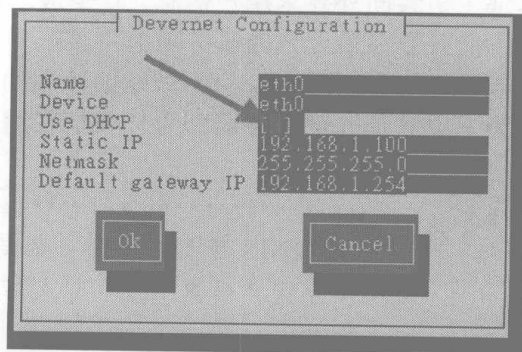 Devernet Configuration
Name eth0
Device eth0
Use DHCP [ ]
Static IP 192.168.1.100
Netmask 255.255.255.0
Default gateway IP 192.168.1.254
Ok Cancel